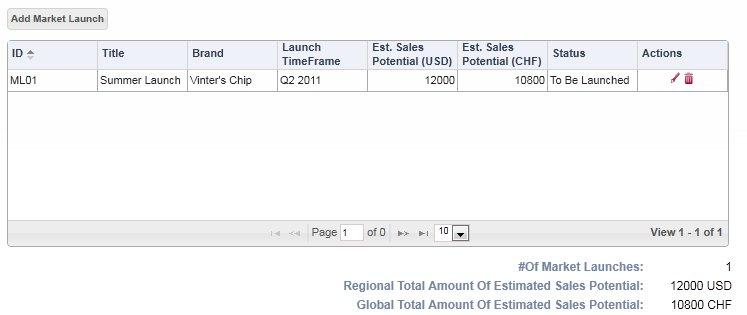 Add Market Launch
ID Title Brand Launch TimeFrame Est. Sales Potential (USD) Est. Sales Potential (CHF) Status Actions
ML01 Summer Launch Vinter's Chip Q2 2011 12000 10800 To Be Launched
Page 1 of 0 10 View 1 - 1 of 1
#Of Market Launches: 1
Regional Total Amount Of Estimated Sales Potential: 12000 USD
Global Total Amount Of Estimated Sales Potential: 10800 CHF